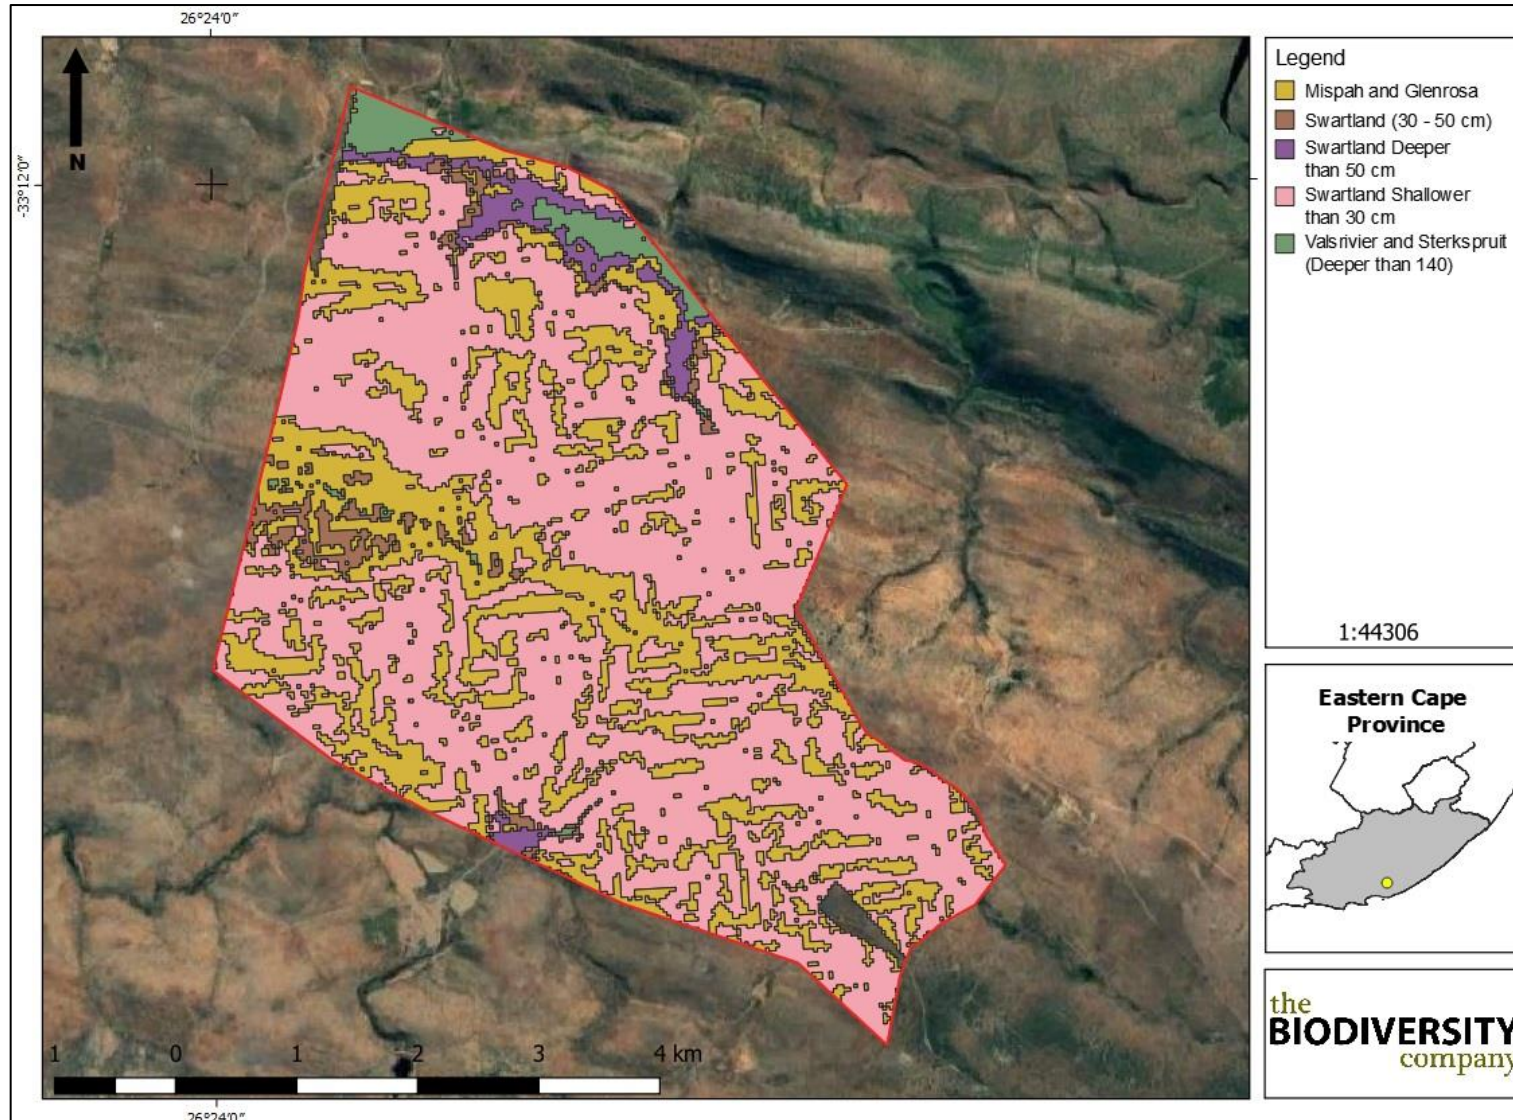 26°24'0"
-33°12'0"
N
Legend
Mispah and Glenrosa
Swartland (30 - 50 cm)
Swartland Deeper
than 50 cm
Swartland Shallower
than 30 cm
Valsrivier and Sterkspruit
(Deeper than 140)
1:44306
Eastern Cape
Province
the
BIODIVERSITY
company
1 0 1 2 3 4 km
26°24'0"